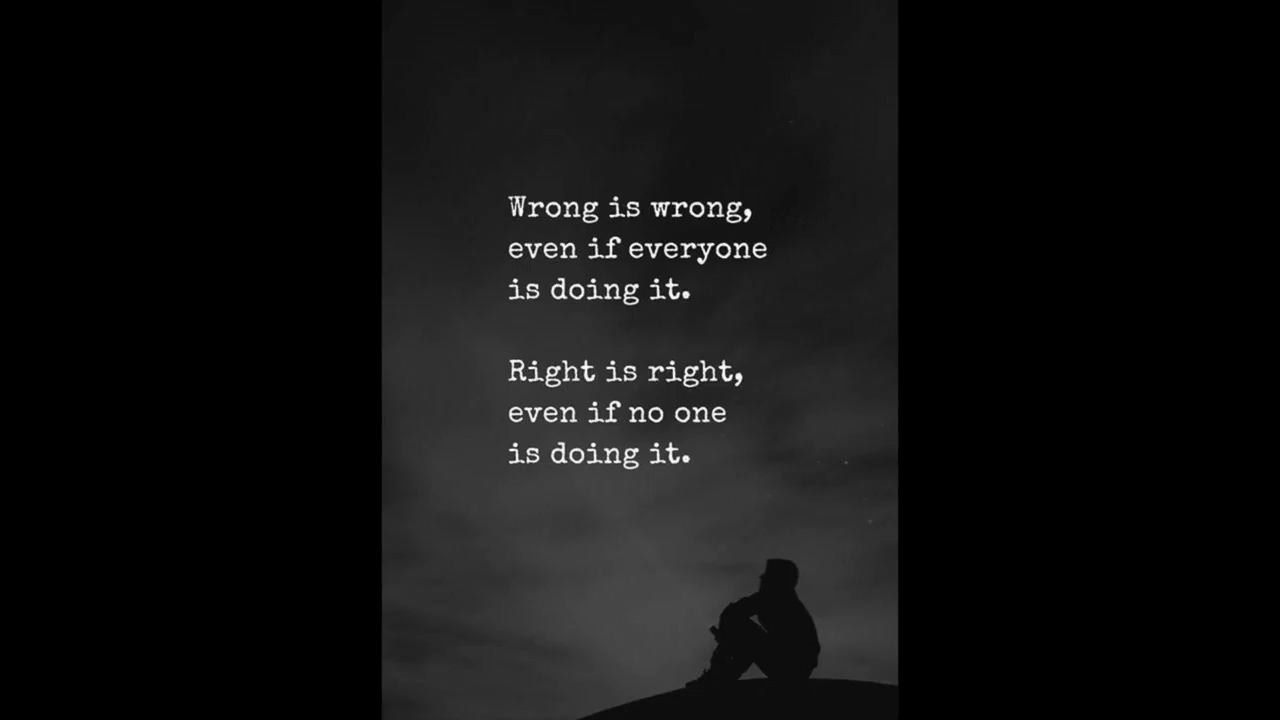 Wrong is wrong,
even if everyone
is doing it.
Right is right,
even if no one
is doing it.